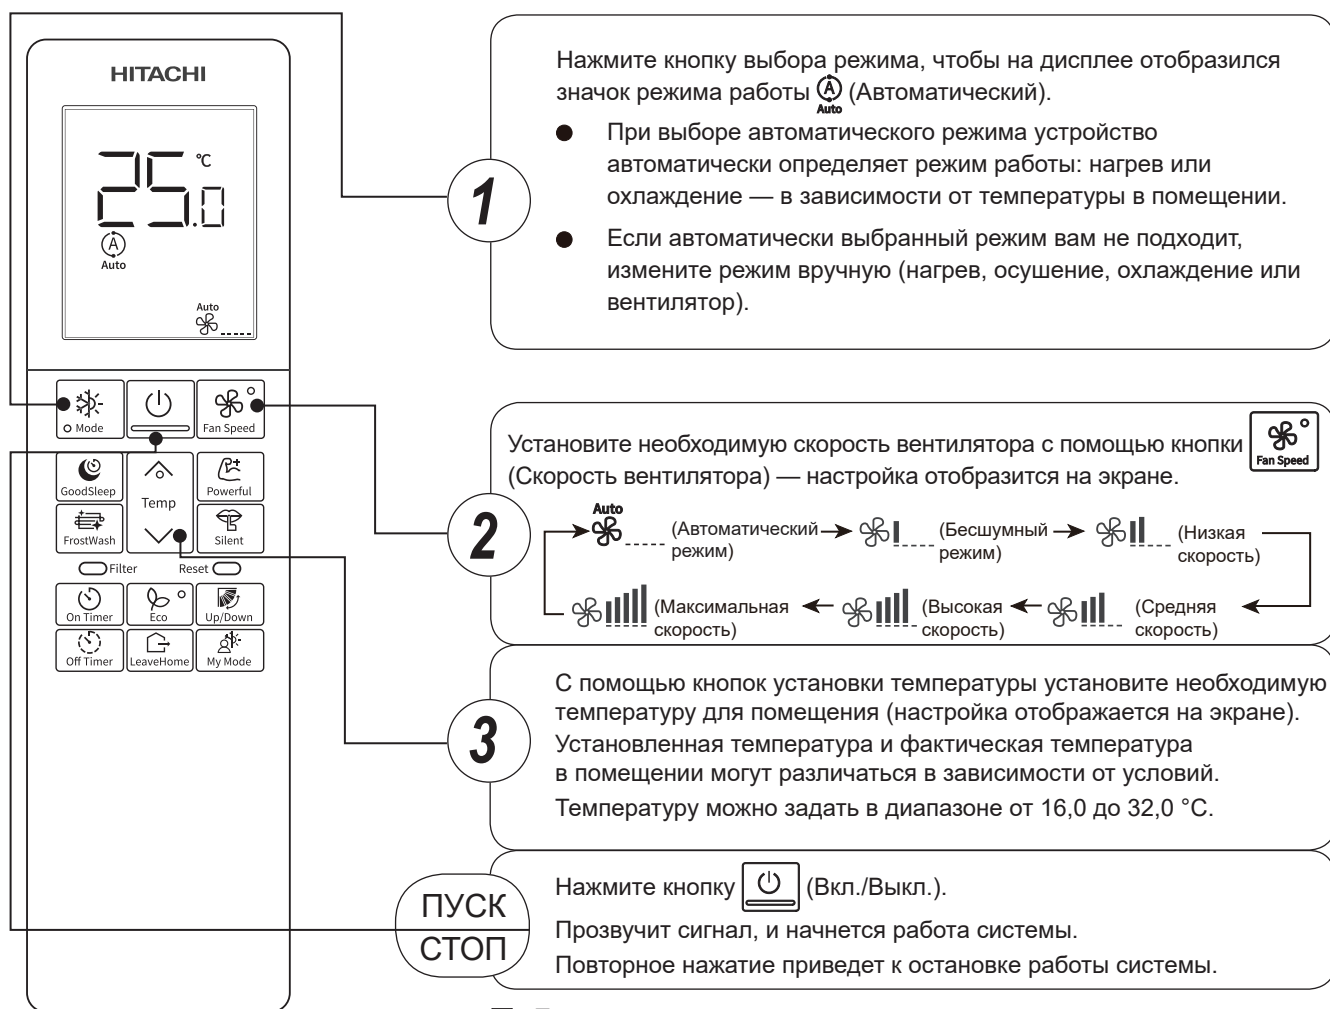 HITACHI
25.0 °C
A
Auto
Auto
Mode
Fan Speed
GoodSleep
Temp
Powerful
FrostWash
Silent
Filter
Reset
On Timer
Eco
Up/Down
Off Timer
LeaveHome
My Mode
1
Нажмите кнопку выбора режима, чтобы на дисплее отобразился
значок режима работы A Auto (Автоматический).
● При выборе автоматического режима устройство
автоматически определяет режим работы: нагрев или
охлаждение — в зависимости от температуры в помещении.
● Если автоматически выбранный режим вам не подходит,
измените режим вручную (нагрев, осушение, охлаждение или
вентилятор).
2
Установите необходимую скорость вентилятора с помощью кнопки Fan Speed
(Скорость вентилятора) — настройка отобразится на экране.
Auto
(Автоматический
режим)
(Бесшумный
режим)
(Низкая
скорость)
(Средняя
скорость)
(Высокая
скорость)
(Максимальная
скорость)
3
С помощью кнопок установки температуры установите необходимую
температуру для помещения (настройка отображается на экране).
Установленная температура и фактическая температура
в помещении могут различаться в зависимости от условий.
Температуру можно задать в диапазоне от 16,0 до 32,0 °C.
ПУСК
СТОП
Нажмите кнопку (Вкл./Выкл.).
Прозвучит сигнал, и начнется работа системы.
Повторное нажатие приведет к остановке работы системы.